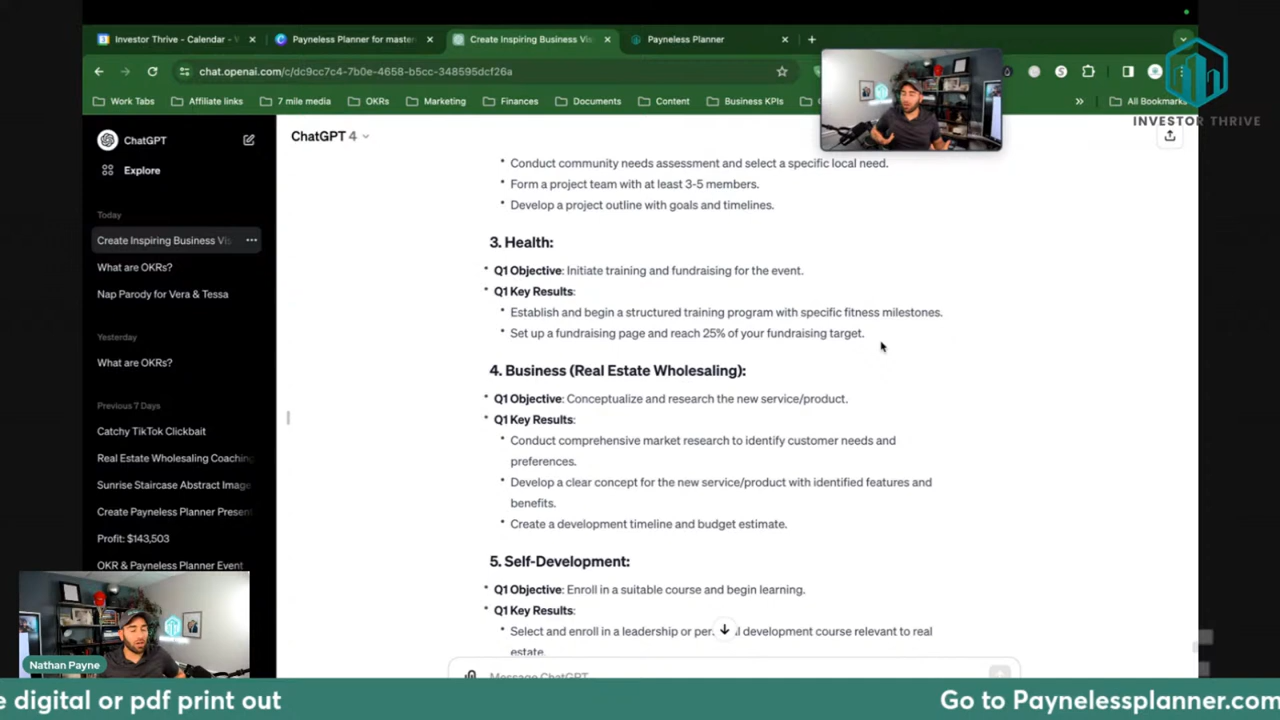 Investor Thrive - Calendar - W
Payneless Planner for master
Create Inspiring Business Vis
Payneless Planner
chat.openai.com/c/dc9cc7c4-7b0e-4658-b5cc-348595dcf26a
Work Tabs
Affiliate links
7 mile media
OKRs
Marketing
Finances
Documents
Content
Business KPIs
All Bookmarks
INVESTOR THRIVE
ChatGPT
Explore
Today
Create Inspiring Business Vis
What are OKRs?
Nap Parody for Vera & Tessa
Yesterday
What are OKRs?
Previous 7 Days
Catchy TikTok Clickbait
Real Estate Wholesaling Coaching
Sunrise Staircase Abstract Image
Create Payneless Planner Present
Profit: $143,503
OKR & Payneless Planner Event
ChatGPT 4
• Conduct community needs assessment and select a specific local need.
• Form a project team with at least 3-5 members.
• Develop a project outline with goals and timelines.
3. Health:
• Q1 Objective: Initiate training and fundraising for the event.
• Q1 Key Results:
• Establish and begin a structured training program with specific fitness milestones.
• Set up a fundraising page and reach 25% of your fundraising target.
4. Business (Real Estate Wholesaling):
• Q1 Objective: Conceptualize and research the new service/product.
• Q1 Key Results:
• Conduct comprehensive market research to identify customer needs and
preferences.
• Develop a clear concept for the new service/product with identified features and
benefits.
• Create a development timeline and budget estimate.
5. Self-Development:
• Q1 Objective: Enroll in a suitable course and begin learning.
• Q1 Key Results:
• Select and enroll in a leadership or per al development course relevant to real
estate.
Message ChatGPT
Nathan Payne
e digital or pdf print out
Go to Paynelessplanner.com